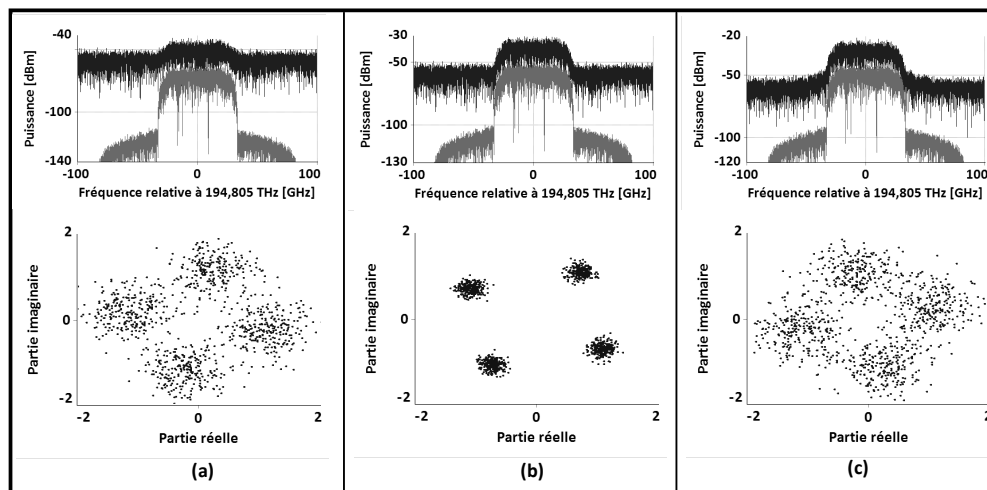 -40
-100
-140
Puissance [dBm]
-100
0
100
Fréquence relative à 194,805 THz [GHz]
2
0
-2
Partie imaginaire
-2
0
2
Partie réelle
(a)
-30
-50
-100
-130
Puissance [dBm]
-100
0
100
Fréquence relative à 194,805 THz [GHz]
2
0
-2
Partie imaginaire
-2
0
2
Partie réelle
(b)
-20
-50
-100
-120
Puissance [dBm]
-100
0
100
Fréquence relative à 194,805 THz [GHz]
2
0
-2
Partie imaginaire
-2
0
2
Partie réelle
(c)